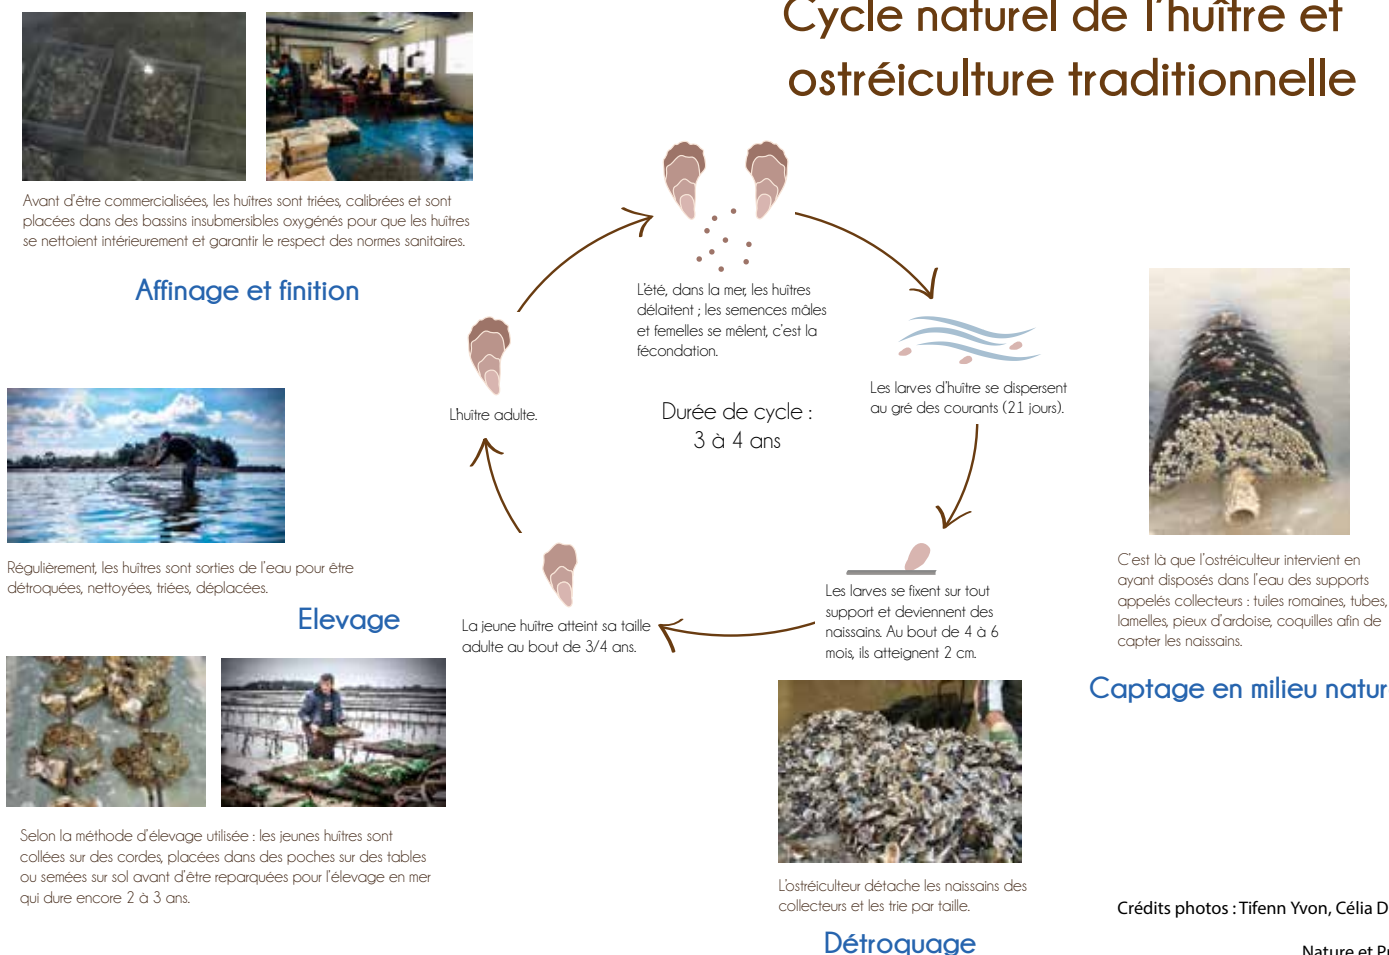 Cycle naturel de l'huître et
ostréiculture traditionnelle
Avant d'être commercialisées, les huîtres sont triées, calibrées et sont
placées dans des bassins insubmersibles oxygénés pour que les huîtres
se nettoient intérieurement et garantir le respect des normes sanitaires.
Affinage et finition
L'été, dans la mer, les huîtres
délaitent ; les semences mâles
et femelles se mêlent, c'est la
fécondation.
Les larves d'huître se dispersent
au gré des courants (21 jours).
L'huître adulte.
Durée de cycle :
3 à 4 ans
Régulièrement, les huîtres sont sorties de l'eau pour être
détroquées, nettoyées, triées, déplacées.
Elevage
La jeune huître atteint sa taille
adulte au bout de 3/4 ans.
Les larves se fixent sur tout
support et deviennent des
naissains. Au bout de 4 à 6
mois, ils atteignent 2 cm.
C'est là que l'ostréiculteur intervient en
ayant disposés dans l'eau des supports
appelés collecteurs : tuiles romaines, tubes,
lamelles, pieux d'ardoise, coquilles afin de
capter les naissains.
Captage en milieu natur
Selon la méthode d'élevage utilisée : les jeunes huîtres sont
collées sur des cordes, placées dans des poches sur des tables
ou semées sur sol avant d'être reparquées pour l'élevage en mer
qui dure encore 2 à 3 ans.
L'ostréiculteur détache les naissains des
collecteurs et les trie par taille.
Détroquage
Crédits photos : Tifenn Yvon, Célia D
Nature et P